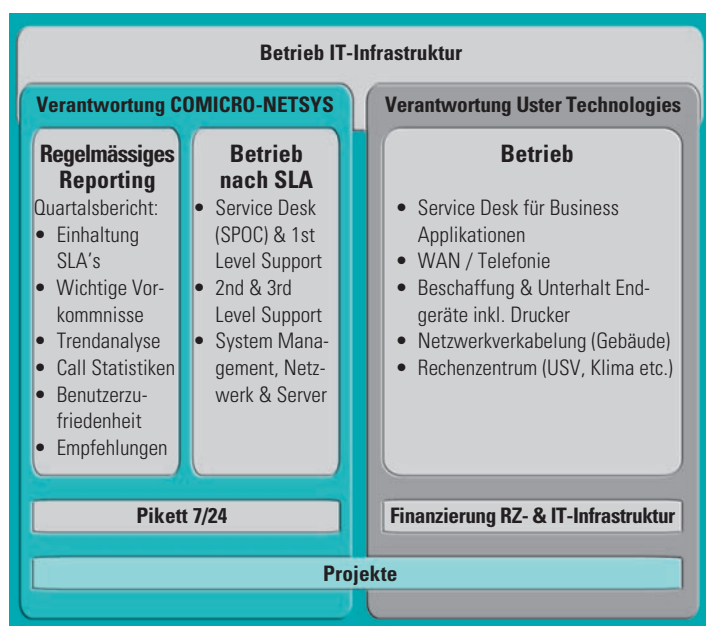 Betrieb IT-Infrastruktur
Verantwortung COMICRO-NETSYS
Regelmässiges
Reporting
Quartalsbericht:
• Einhaltung
SLA's
• Wichtige Vor-
kommnisse
• Trendanalyse
• Call Statistiken
• Benutzerzu-
friedenheit
• Empfehlungen
Betrieb
nach SLA
• Service Desk
(SPOC) & 1st
Level Support
• 2nd & 3rd
Level Support
• System Mana-
gement, Netz-
werk & Server
Pikett 7/24
Verantwortung Uster Technologies
Betrieb
• Service Desk für Business
Applikationen
• WAN / Telefonie
• Beschaffung & Unterhalt End-
geräte inkl. Drucker
• Netzwerkverkabelung (Gebäude)
• Rechenzentrum (USV, Klima etc.)
Finanzierung RZ- & IT-Infrastruktur
Projekte